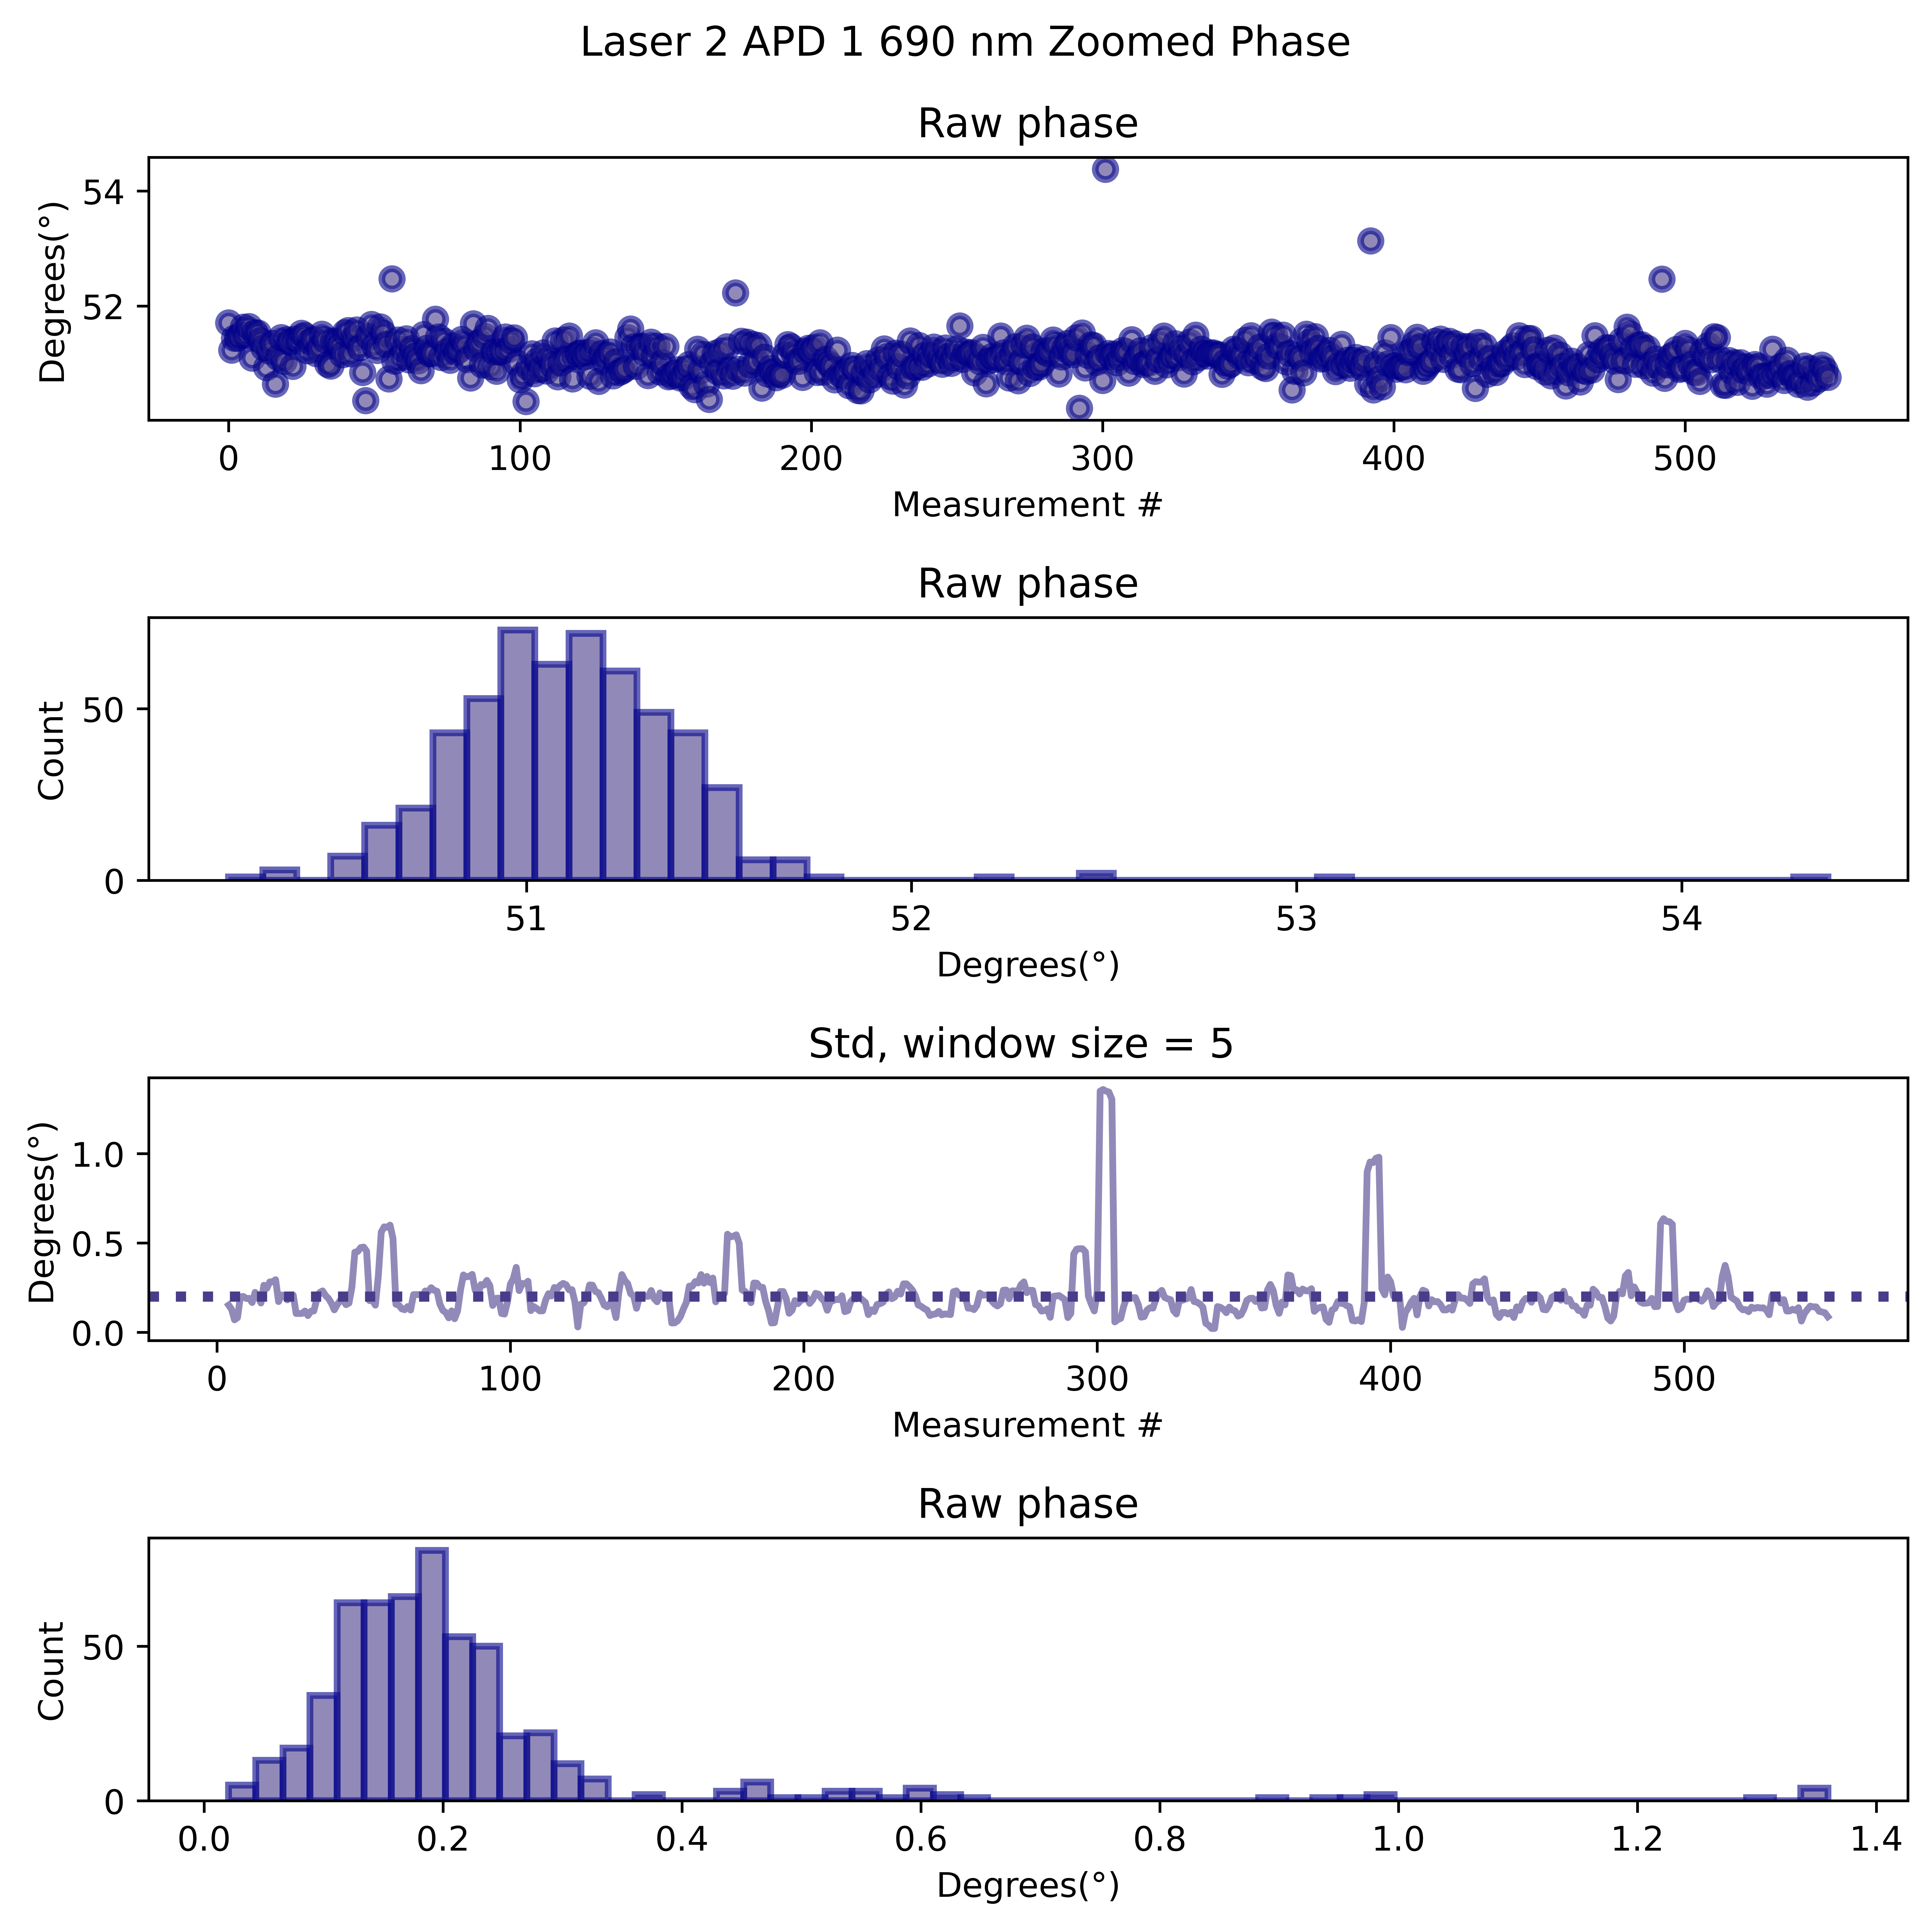 Laser 2 APD 1 690 nm Zoomed Phase
Raw phase
Degrees(°)
54
52
0 100 200 300 400 500
Measurement #
Raw phase
Count
50
0
51 52 53 54
Degrees(°)
Std, window size = 5
Degrees(°)
1.0
0.5
0.0
0 100 200 300 400 500
Measurement #
Raw phase
Count
50
0
0.0 0.2 0.4 0.6 0.8 1.0 1.2 1.4
Degrees(°)